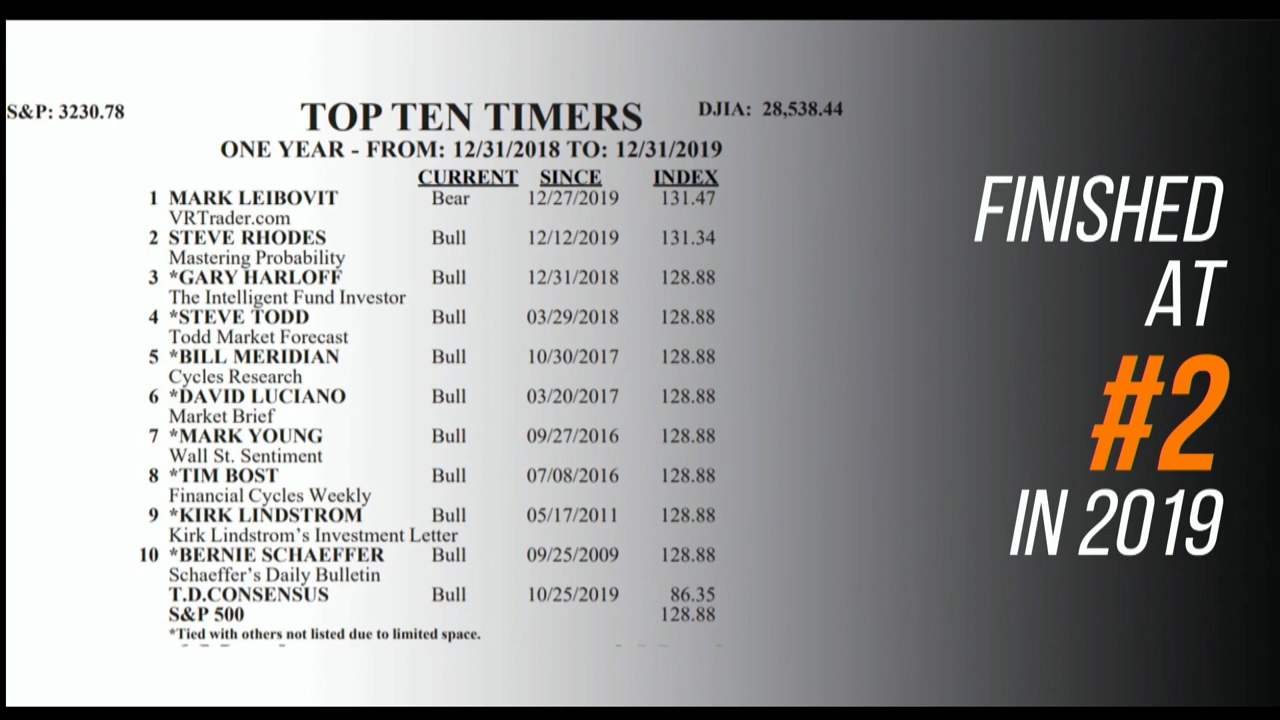 S&P: 3230.78
TOP TEN TIMERS
DJIA: 28,538.44
ONE YEAR - FROM: 12/31/2018 TO: 12/31/2019
CURRENT SINCE INDEX
1 MARK LEIBOVIT Bear 12/27/2019 131.47
VRTrader.com
2 STEVE RHODES Bull 12/12/2019 131.34
Mastering Probability
3 *GARY HARLOFF Bull 12/31/2018 128.88
The Intelligent Fund Investor
4 *STEVE TODD Bull 03/29/2018 128.88
Todd Market Forecast
5 *BILL MERIDIAN Bull 10/30/2017 128.88
Cycles Research
6 *DAVID LUCIANO Bull 03/20/2017 128.88
Market Brief
7 *MARK YOUNG Bull 09/27/2016 128.88
Wall St. Sentiment
8 *TIM BOST Bull 07/08/2016 128.88
Financial Cycles Weekly
9 *KIRK LINDSTROM Bull 05/17/2011 128.88
Kirk Lindstrom's Investment Letter
10 *BERNIE SCHAEFFER Bull 09/25/2009 128.88
Schaeffer's Daily Bulletin
T.D.CONSENSUS Bull 10/25/2019 86.35
S&P 500 128.88
*Tied with others not listed due to limited space.
FINISHED
AT
#2
IN 2019